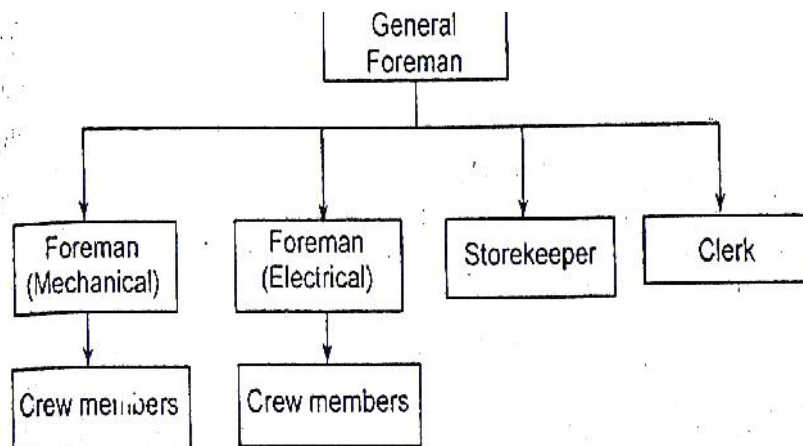 General
Foreman
Foreman
(Mechanical)
Foreman
(Electrical)
Storekeeper
Clerk
Crew members
Crew members